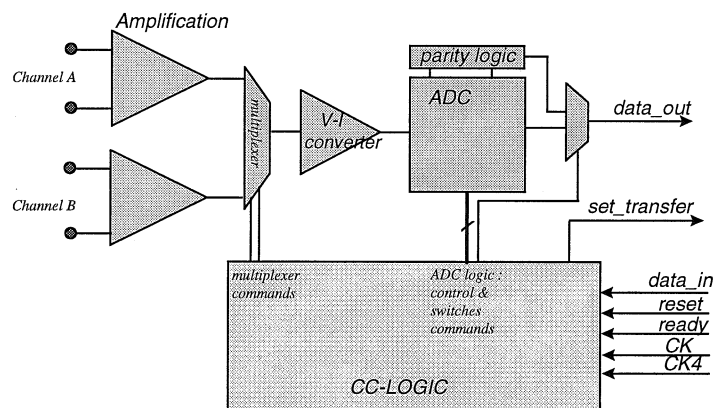 Amplification
Channel A
multiplexer
V-I
converter
parity logic
ADC
data_out
Channel B
set_transfer
multiplexer
commands
ADC logic :
control &
switches
commands
data_in
reset
ready
CK
CK4
CC-LOGIC